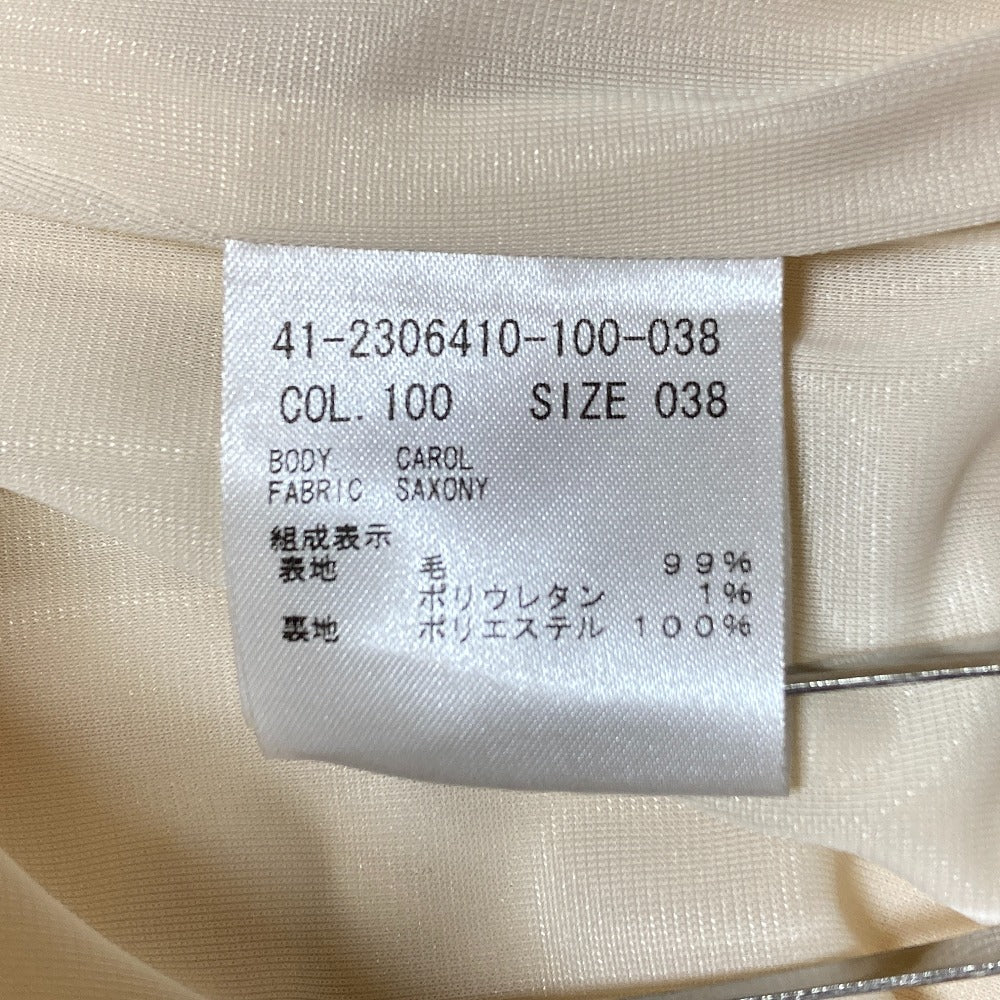 41-2306410-100-038
COL. 100 SIZE 038
BODY CAROL
FABRIC SAXONY
組成表示
表地 毛 99%
ポリウレタン 1%
裏地 ポリエステル 100%